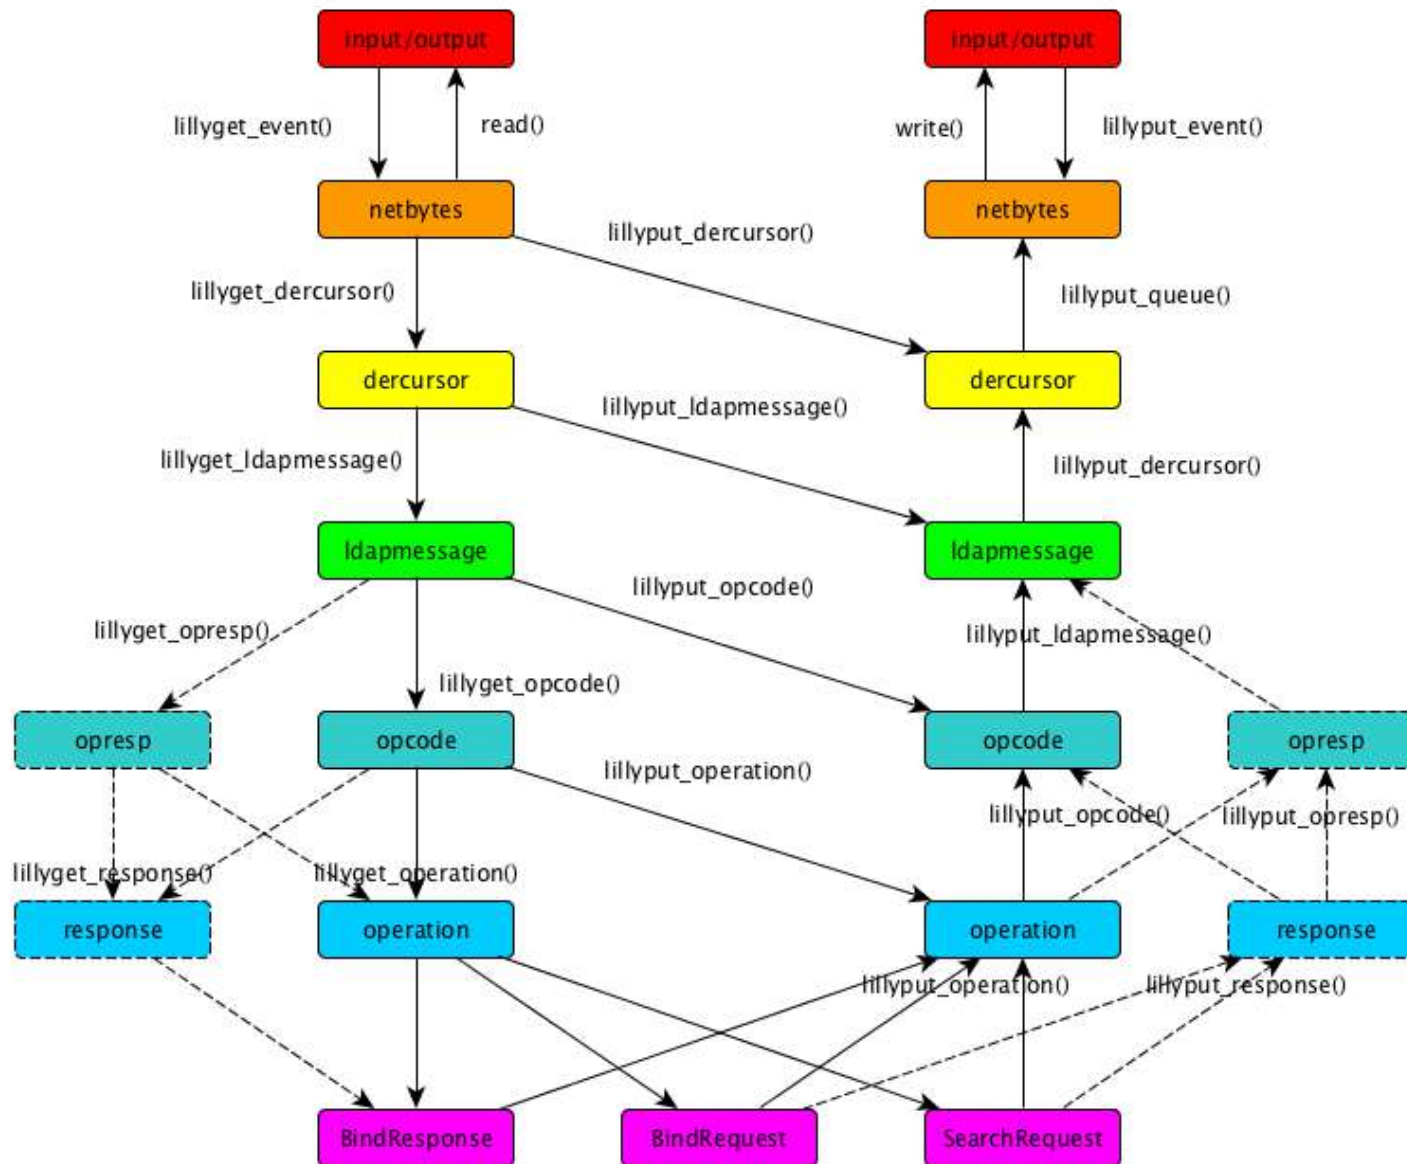 input/output
input/output
lillyget_event()
read()
write()
lillyput_event()
netbytes
netbytes
lillyput_dercursor()
lillyget_dercursor()
lillyput_queue()
dercursor
dercursor
lillyput_ldapmessage()
lillyget_ldapmessage()
lillyput_dercursor()
ldapmessage
ldapmessage
lillyput_opcode()
lillyget_opresp()
lillyput_ldapmessage()
lillyget_opcode()
opresp
opcode
opcode
opresp
lillyput_operation()
lillyput_opcode()
lillyput_opresp()
lillyget_response()
lillyget_operation()
response
operation
operation
response
lillyput_operation()
lillyput_response()
BindResponse
BindRequest
SearchRequest